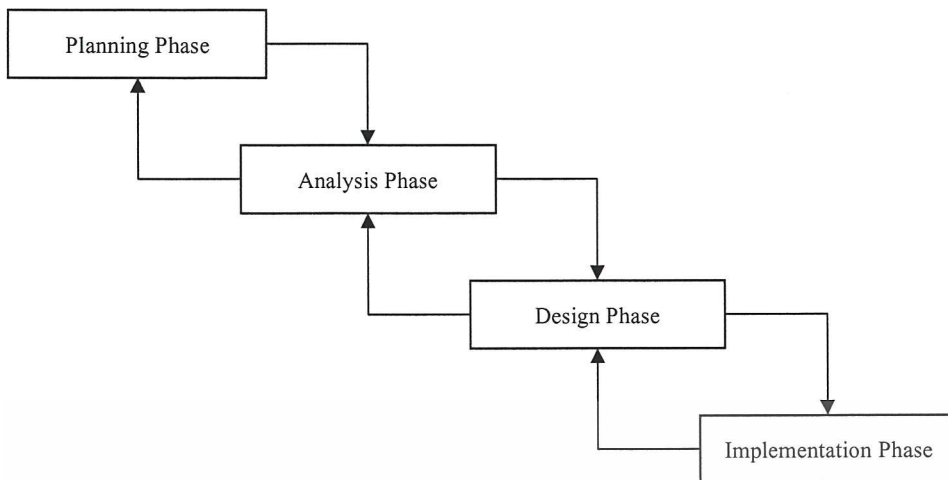 Planning Phase
Analysis Phase
Design Phase
Implementation Phase